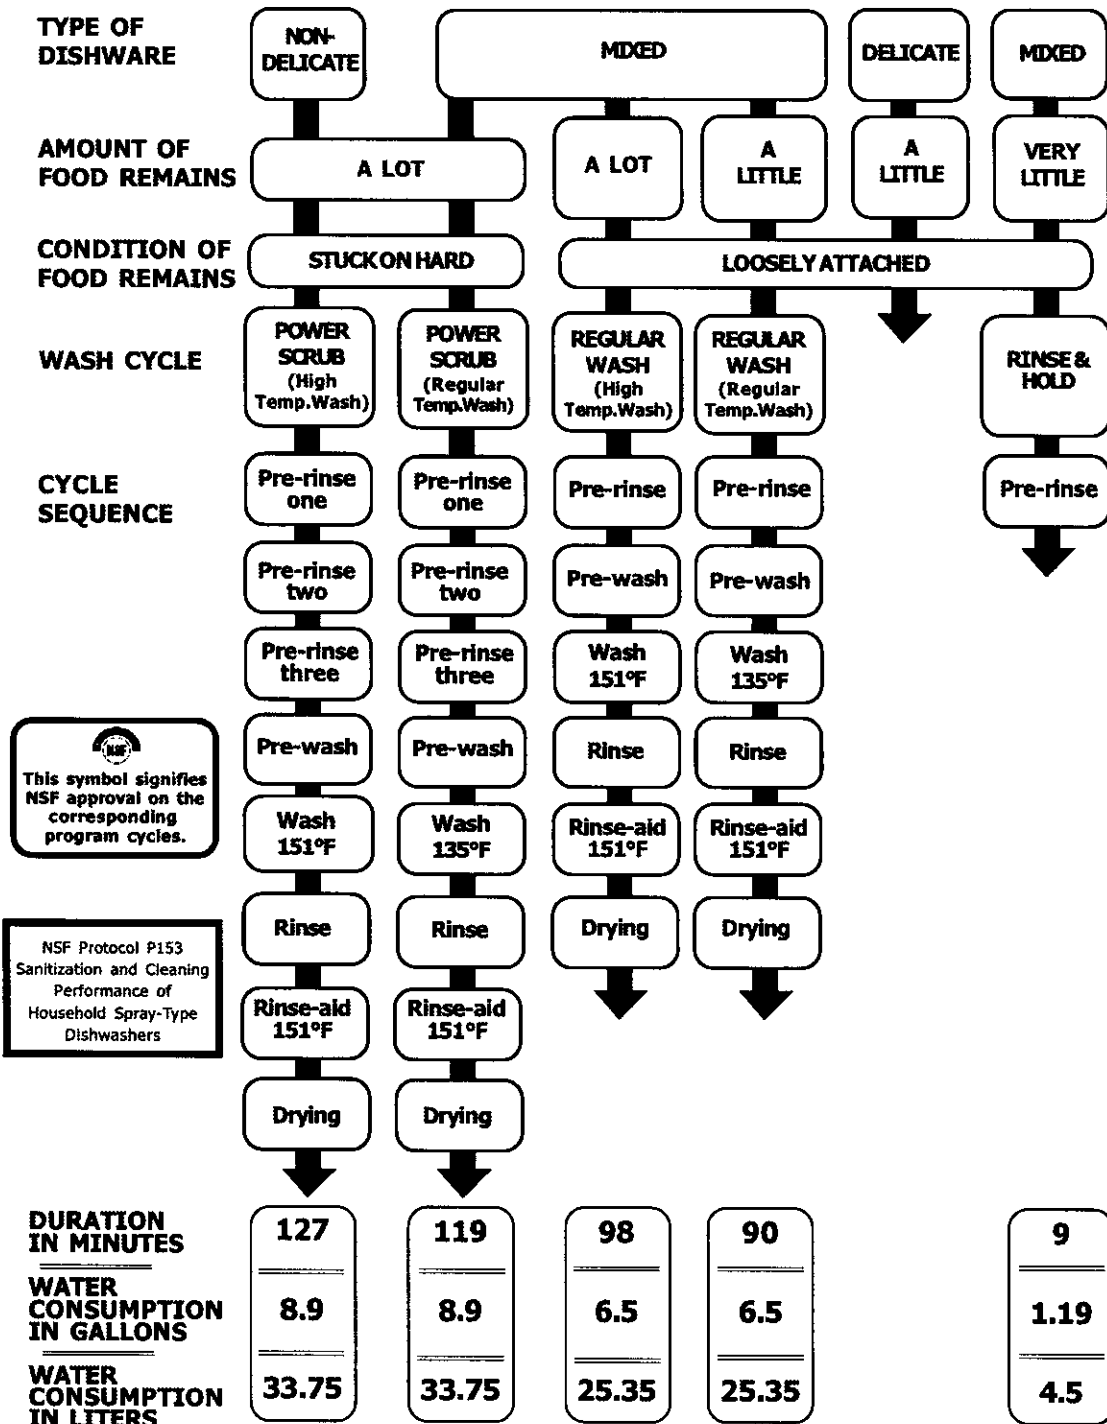 TYPE OF
DISHWARE
NON-
DELICATE
MIXED
DELICATE
MIXED
AMOUNT OF
FOOD REMAINS
A LOT
A LOT
A
LITTLE
A
LITTLE
VERY
LITTLE
CONDITION OF
FOOD REMAINS
STUCK ON HARD
LOOSELY ATTACHED
WASH CYCLE
POWER
SCRUB
(High
Temp.Wash)
POWER
SCRUB
(Regular
Temp.Wash)
REGULAR
WASH
(High
Temp.Wash)
REGULAR
WASH
(Regular
Temp.Wash)
RINSE &
HOLD
CYCLE
SEQUENCE
Pre-rinse
one
Pre-rinse
one
Pre-rinse
Pre-rinse
Pre-rinse
Pre-rinse
two
Pre-rinse
two
Pre-wash
Pre-wash
Pre-rinse
three
Pre-rinse
three
Wash
151°F
Wash
135°F
NSF
This symbol signifies
NSF approval on the
corresponding
program cycles.
Pre-wash
Pre-wash
Rinse
Rinse
Wash
151°F
Wash
135°F
Rinse-aid
151°F
Rinse-aid
151°F
NSF Protocol P153
Sanitization and Cleaning
Performance of
Household Spray-Type
Dishwashers
Rinse
Rinse
Drying
Drying
Rinse-aid
151°F
Rinse-aid
151°F
Drying
Drying
DURATION
IN MINUTES
127
119
98
90
9
WATER
CONSUMPTION
IN GALLONS
8.9
8.9
6.5
6.5
1.19
WATER
CONSUMPTION
IN LITERS
33.75
33.75
25.35
25.35
4.5